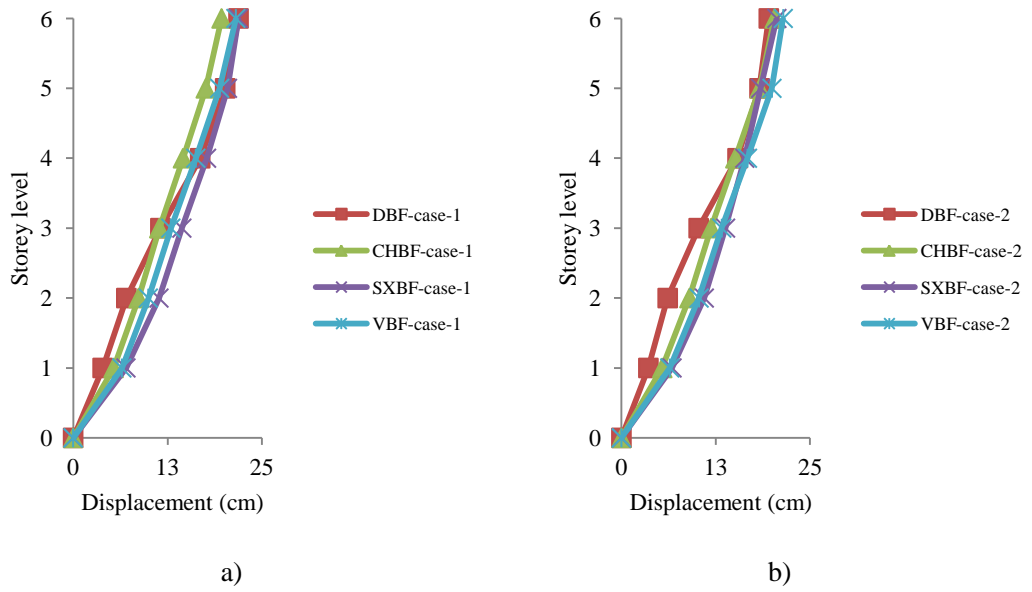 6
5
4
3
2
1
0
Storey level
0 13 25
Displacement (cm)
DBF-case-1
CHBF-case-1
SXBF-case-1
VBF-case-1
a)
6
5
4
3
2
1
0
Storey level
0 13 25
Displacement (cm)
DBF-case-2
CHBF-case-2
SXBF-case-2
VBF-case-2
b)